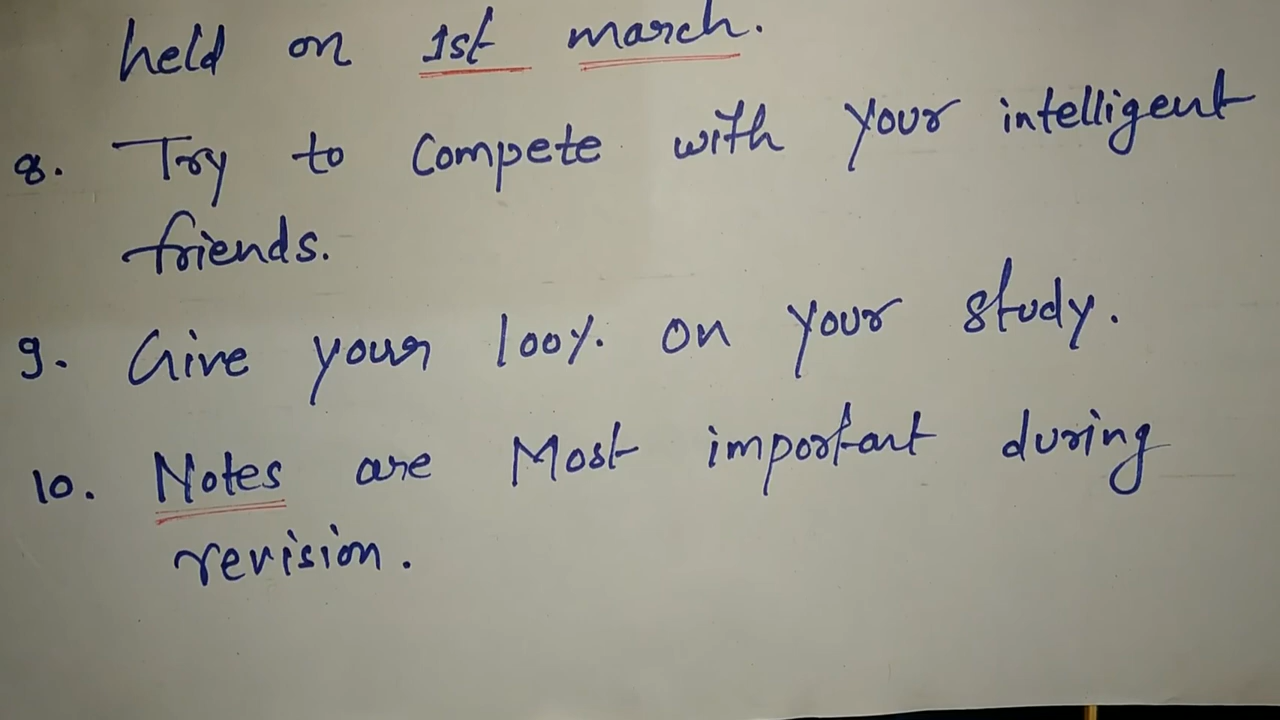 held on 1st march.
8. Try to compete with your intelligent
friends.
9. Give your 100%. on your study.
10. Notes are Most important during
revision.